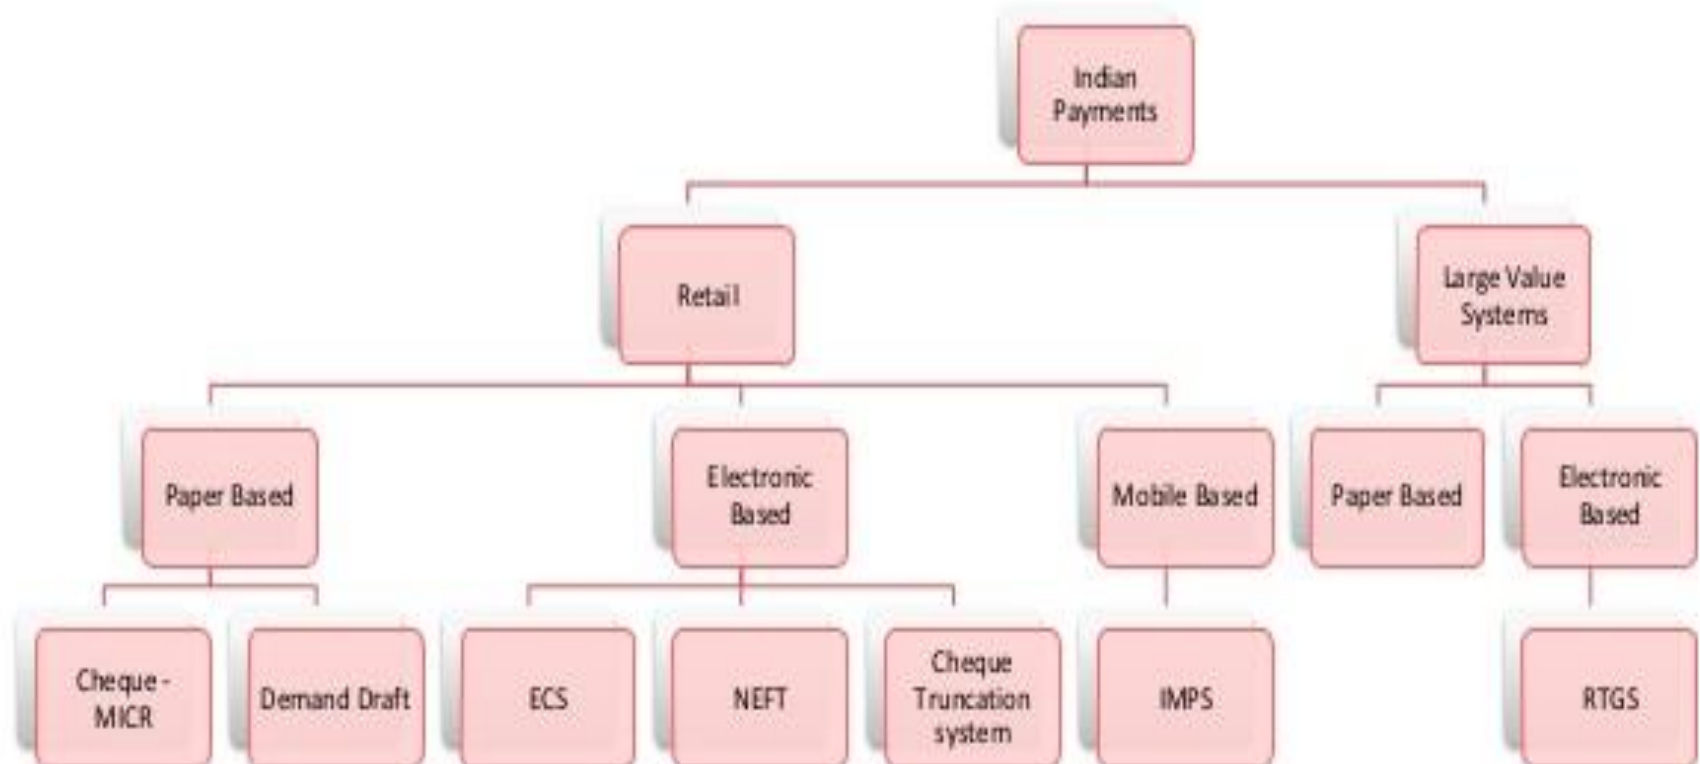 Indian
Payments
Retail
Large Value
Systems
Paper Based
Electronic
Based
Mobile Based
Paper Based
Electronic
Based
Cheque -
MICR
Demand Draft
ECS
NEFT
Cheque
Truncation
system
IMPS
RTGS